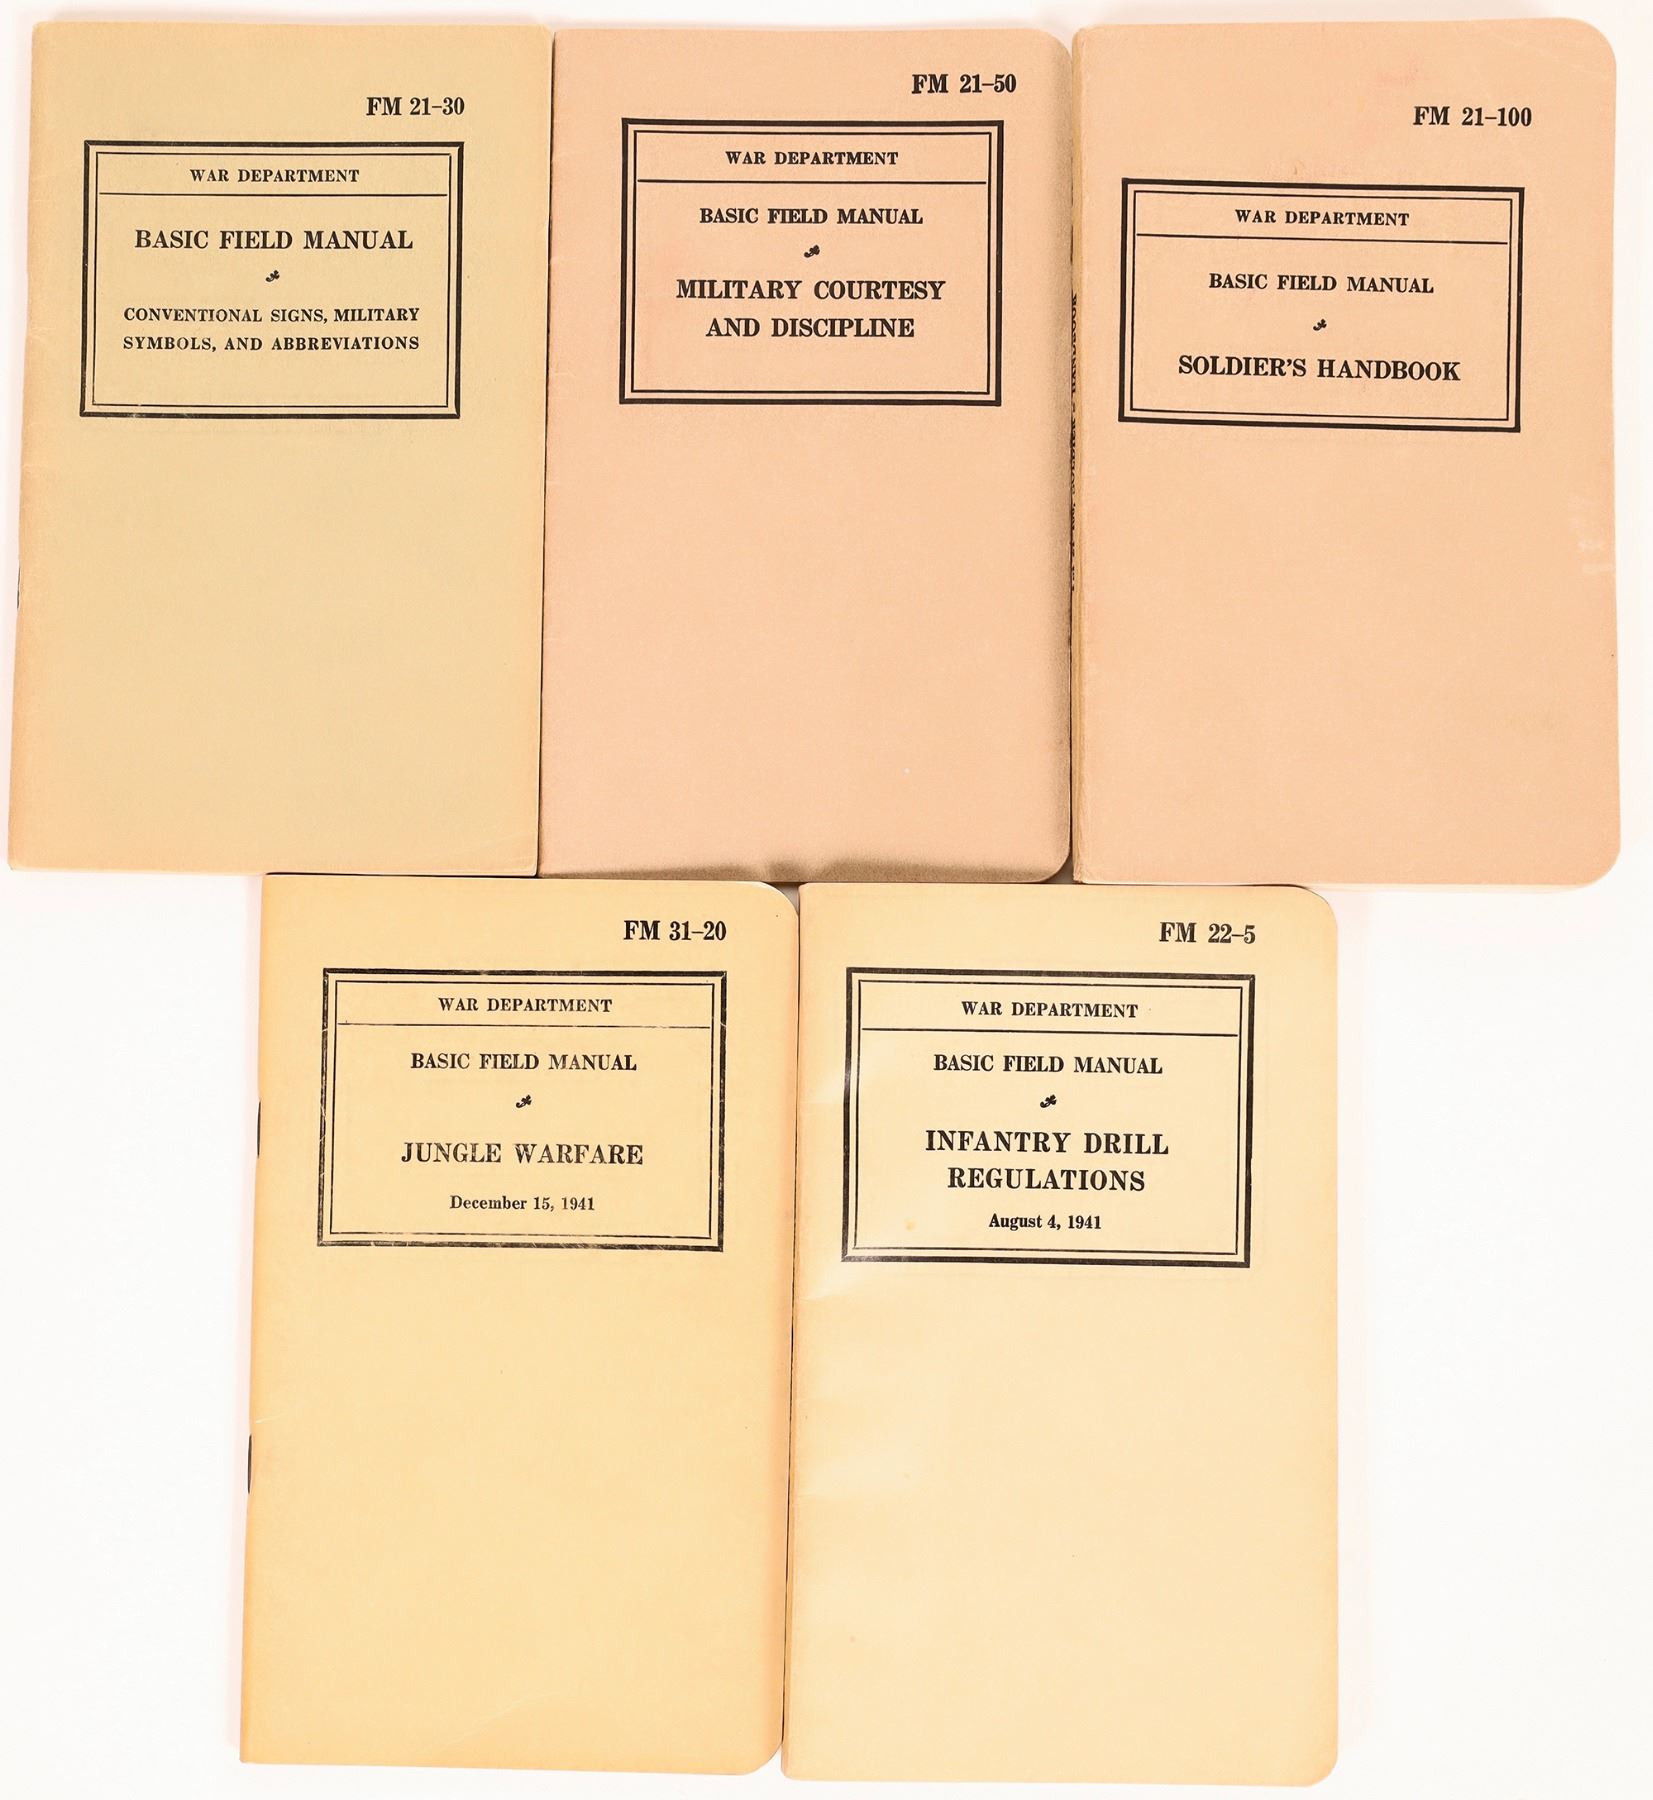 FM 21–30
WAR DEPARTMENT
BASIC FIELD MANUAL
CONVENTIONAL SIGNS, MILITARY
SYMBOLS, AND ABBREVIATIONS
FM 21–50
WAR DEPARTMENT
BASIC FIELD MANUAL
MILITARY COURTESY
AND DISCIPLINE
SOLDIER'S HANDBOOK
FM 21–100
WAR DEPARTMENT
BASIC FIELD MANUAL
SOLDIER'S HANDBOOK
FM 31–20
WAR DEPARTMENT
BASIC FIELD MANUAL
JUNGLE WARFARE
December 15, 1941
FM 22–5
WAR DEPARTMENT
BASIC FIELD MANUAL
INFANTRY DRILL
REGULATIONS
August 4, 1941